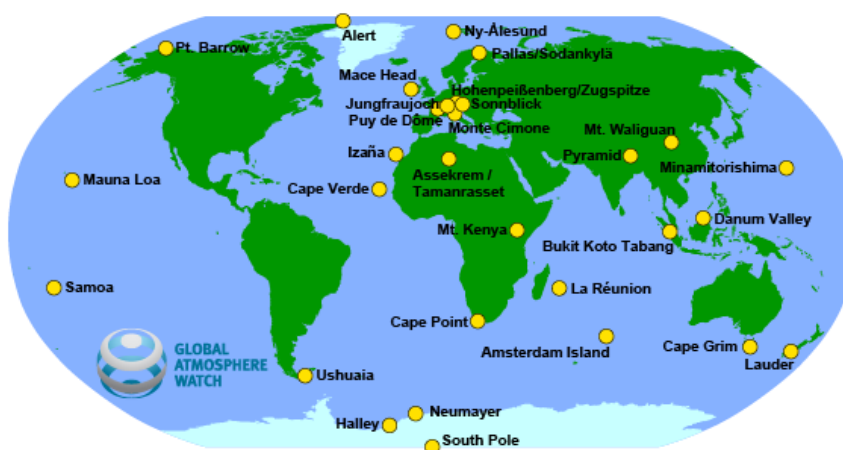 Alert
Ny-Ålesund
Pt. Barrow
Pallas/Sodankylä
Mace Head
Hohenpeißenberg/Zugspitze
Jungfraujoch
Sonnblick
Puy de Dôme
Monte Cimone
Mt. Waliguan
Izaña
Pyramid
Assekrem /
Tamanrasset
Minamitorishima
Mauna Loa
Cape Verde
Danum Valley
Mt. Kenya
Bukit Koto Tabang
Samoa
La Réunion
Cape Point
Amsterdam Island
Cape Grim
Lauder
GLOBAL
ATMOSPHERE
WATCH
Ushuaia
Neumayer
Halley
South Pole